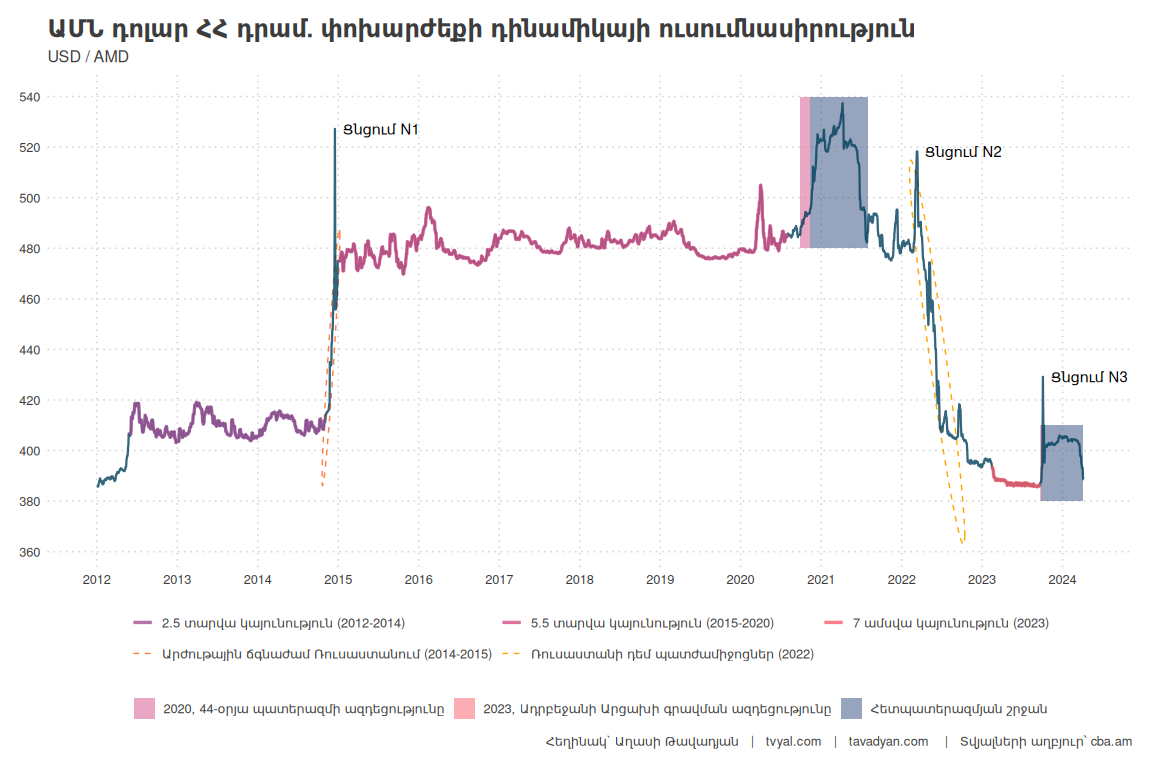 ԱՄՆ դոլար ՀՀ դրամ. փոխարժեքի դինամիկայի ուսումնասիրություն
USD / AMD
540
520
500
480
460
440
420
400
380
360
Ցնցում N1
Ցնցում N2
Ցնցում N3
2012 2013 2014 2015 2016 2017 2018 2019 2020 2021 2022 2023 2024
2.5 տարվա կայունություն (2012-2014) 5.5 տարվա կայունություն (2015-2020) 7 ամսվա կայունություն (2023)
Արժութային ճգնաժամ Ռուսաստանում (2014-2015) Ռուսաստանի դեմ պատժամիջոցներ (2022)
2020, 44-օրյա պատերազմի ազդեցությունը 2023, Ադրբեջանի Արցախի գրավման ազդեցությունը Հետպատերազմյան շրջան
Հեղինակ՝ Աղասի Թավադյան | tvyal.com | tavadyan.com | Տվյալների աղբյուր՝ cba.am